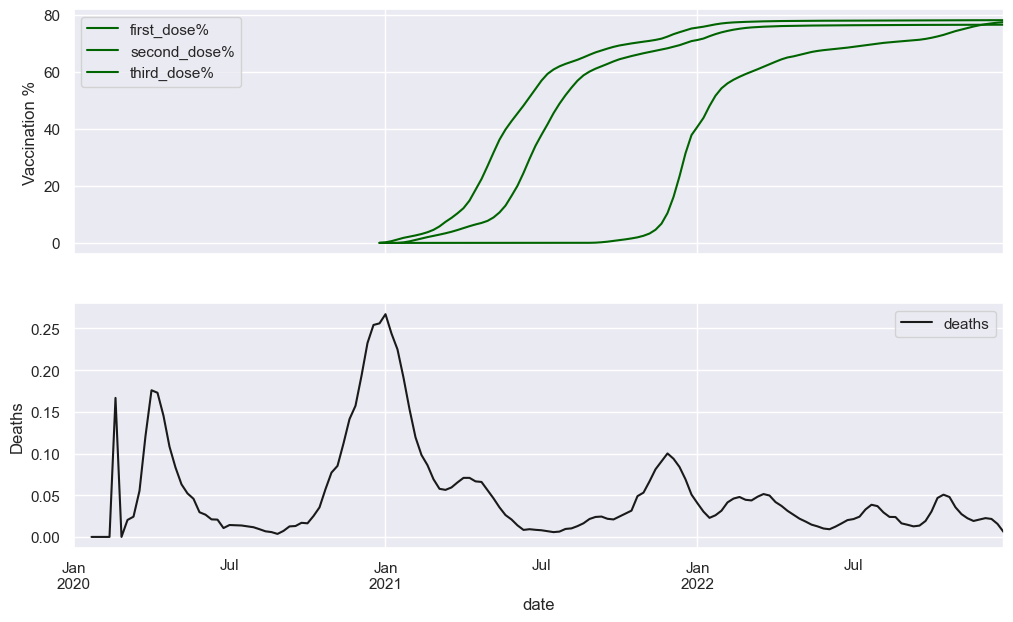 80
60
40
20
0
Vaccination %
first_dose%
second_dose%
third_dose%
0.25
0.20
0.15
0.10
0.05
0.00
Deaths
deaths
Jan Jul Jan Jul Jan Jul
2020 2021 2022
date